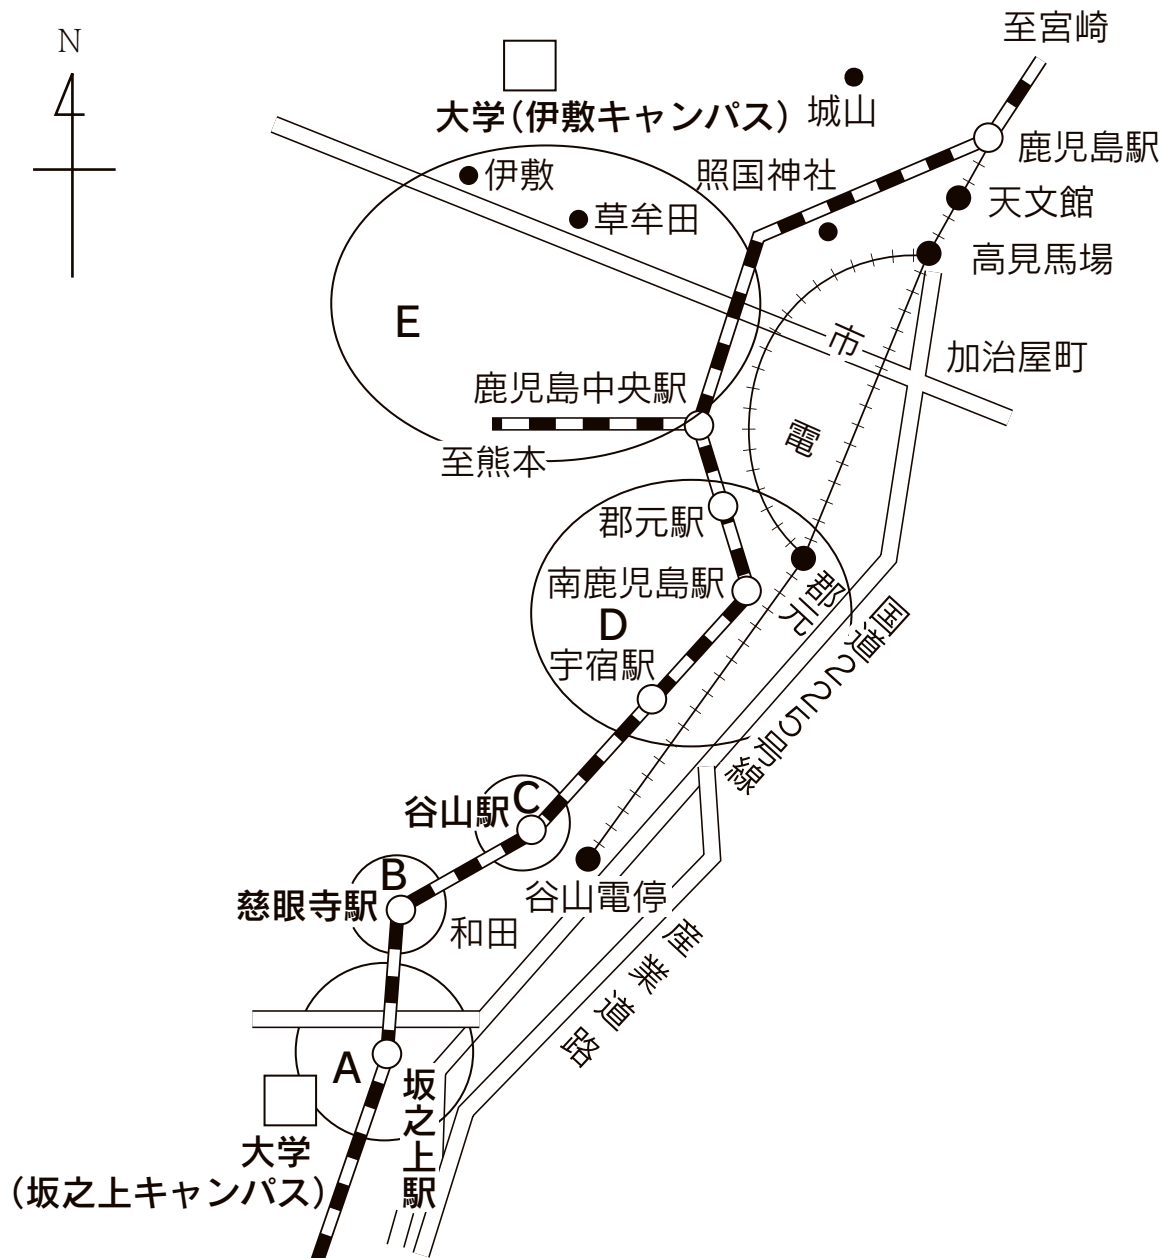 N
至宮崎
大学(伊敷キャンパス)
城山
鹿児島駅
伊敷
照国神社
天文館
草牟田
高見馬場
E
市
加治屋町
鹿児島中央駅
電
至熊本
郡元駅
南鹿児島駅
郡元
D
国道225号線
宇宿駅
C
谷山駅
B
慈眼寺駅
谷山電停
和田
産業道路
A
坂之上駅
大学
(坂之上キャンパス)